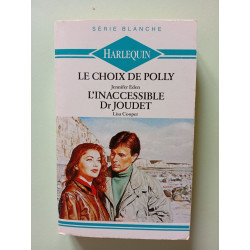 SERIE BLANCHE
HARLEQUIN
LE CHOIX DE POLLY
Jennifer Eden
L'INACCESSIBLE
Dr JOUDET
Lisa Cooper